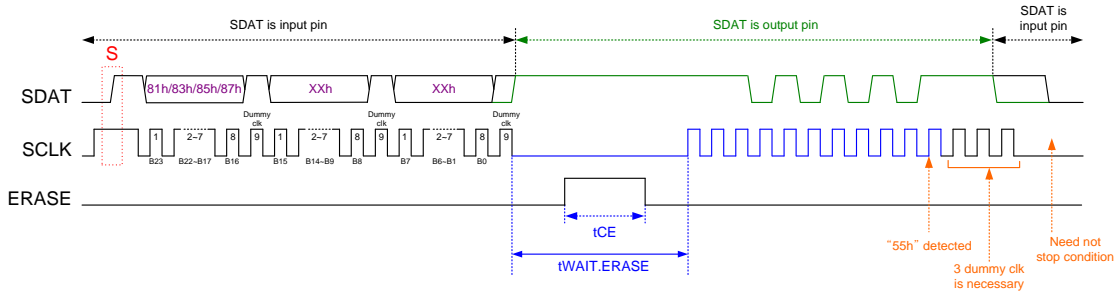 SDAT is input pin
SDAT is output pin
SDAT is
input pin
S
SDAT
81h/83h/85h/87h
XXh
XXh
Dummy
clk
Dummy
clk
Dummy
clk
SCLK
1 2~7 8 9 1 2~7 8 9 1 2~7 8 9
B23 B22~B17 B16 B15 B14~B9 B8 B7 B6~B1 B0
ERASE
tCE
tWAIT.ERASE
"55h" detected
3 dummy clk
is necessary
Need not
stop condition